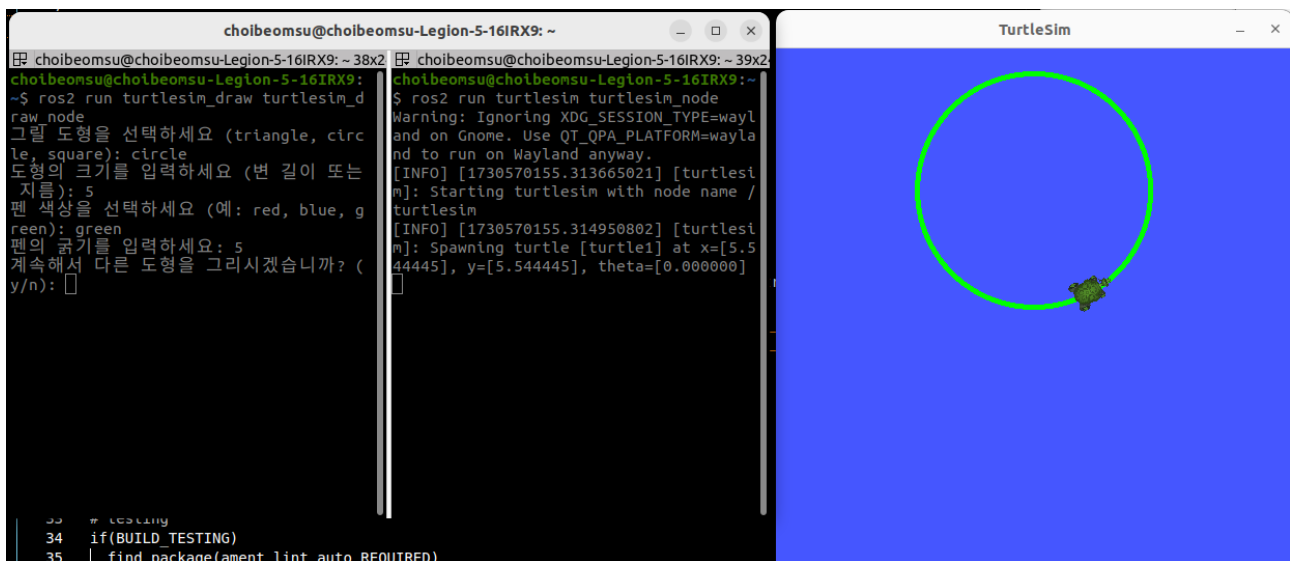 choibeomsu@choibeomsu-Legion-5-16IRX9: ~
choibeomsu@choibeomsu-Legion-5-16IRX9: ~ 38x2
choibeomsu@choibeomsu-Legion-5-16IRX9:
~$ ros2 run turtlesim_draw turtlesim_d
raw_node
그릴 도형을 선택하세요 (triangle, circ
le, square): circle
도형의 크기를 입력하세요 (변 길이 또는
지름): 5
펜 색상을 선택하세요 (예: red, blue, g
reen): green
펜의 굵기를 입력하세요: 5
계속해서 다른 도형을 그리시겠습니까? (
y/n):
choibeomsu@choibeomsu-Legion-5-16IRX9: ~ 39x2
choibeomsu@choibeomsu-Legion-5-16IRX9:~
$ ros2 run turtlesim turtlesim_node
Warning: Ignoring XDG_SESSION_TYPE=wayl
and on Gnome. Use QT_QPA_PLATFORM=wayla
nd to run on Wayland anyway.
[INFO] [1730570155.313665021] [turtlesi
m]: Starting turtlesim with node name /
turtlesim
[INFO] [1730570155.314950802] [turtlesi
m]: Spawning turtle [turtle1] at x=[5.5
44445], y=[5.544445], theta=[0.000000]
TurtleSim
33 # testing
34 if(BUILD_TESTING)
35 find_package(ament_lint_auto REQUIRED)